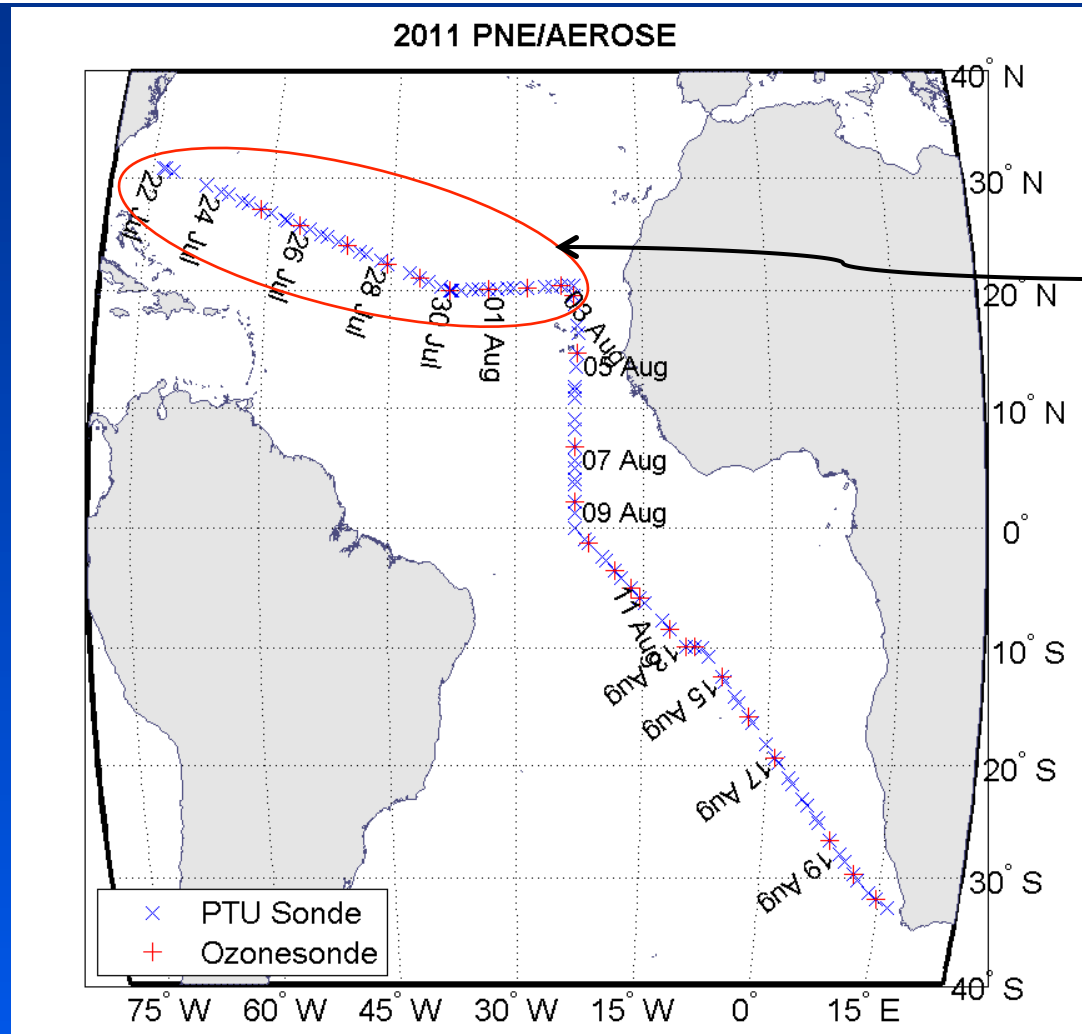 2011 PNE/AEROSE
40° N
30° N
20° N
10° N
0°
10° S
20° S
30° S
40° S
22 Jul
24 Jul
26 Jul
28 Jul
30 Jul
01 Aug
03 Aug
05 Aug
07 Aug
09 Aug
11 Aug
13 Aug
15 Aug
17 Aug
19 Aug
PTU Sonde
Ozonesonde
75° W
60° W
45° W
30° W
15° W
0°
15° E